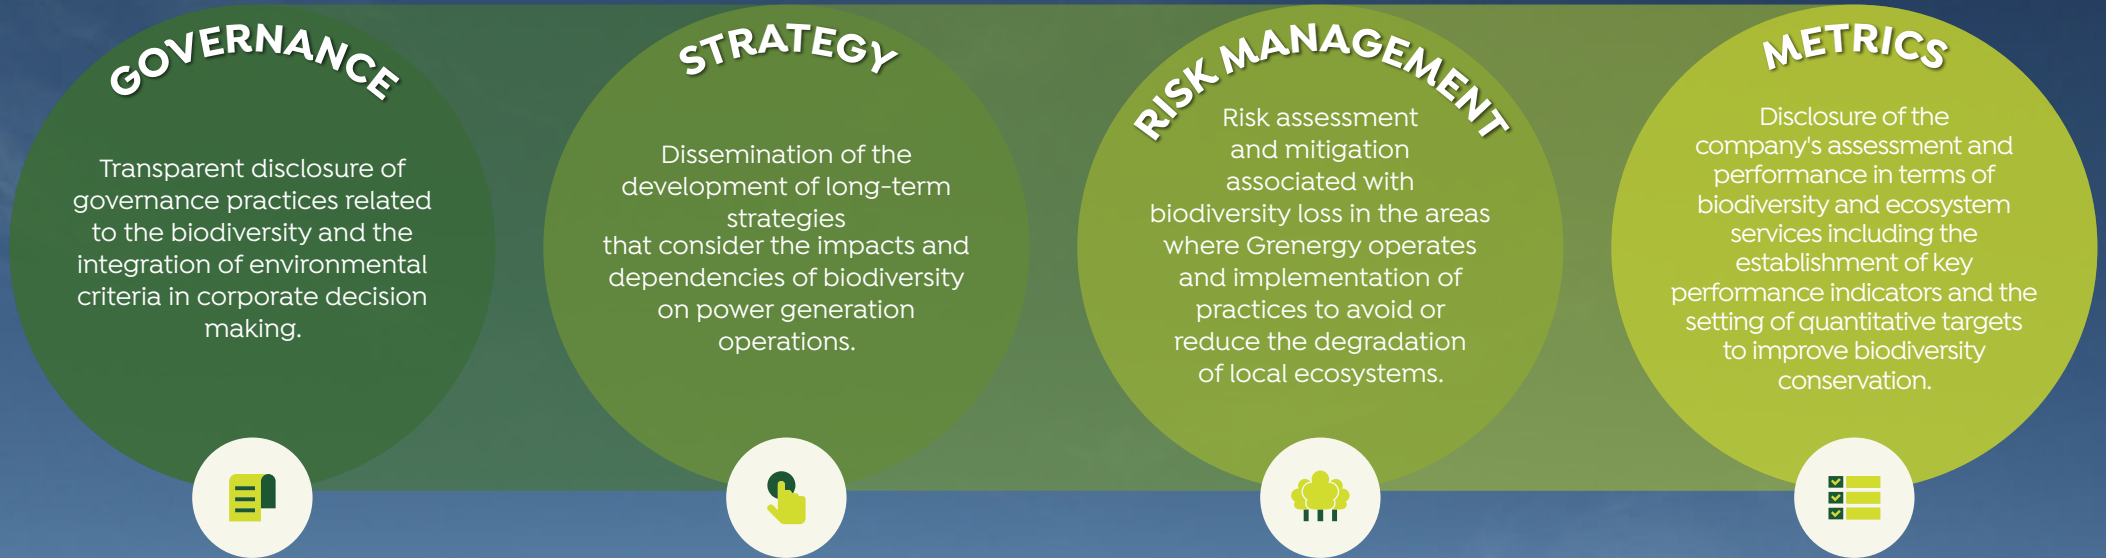 GOVERNANCE
Transparent disclosure of
governance practices related
to the biodiversity and the
integration of environmental
criteria in corporate decision
making.
STRATEGY
Dissemination of the
development of long-term
strategies
that consider the impacts and
dependencies of biodiversity
on power generation
operations.
RISK MANAGEMENT
Risk assessment
and mitigation
associated with
biodiversity loss in the areas
where Grenergy operates
and implementation of
practices to avoid or
reduce the degradation
of local ecosystems.
METRICS
Disclosure of the
company's assessment and
performance in terms of
biodiversity and ecosystem
services including the
establishment of key
performance indicators and the
setting of quantitative targets
to improve biodiversity
conservation.